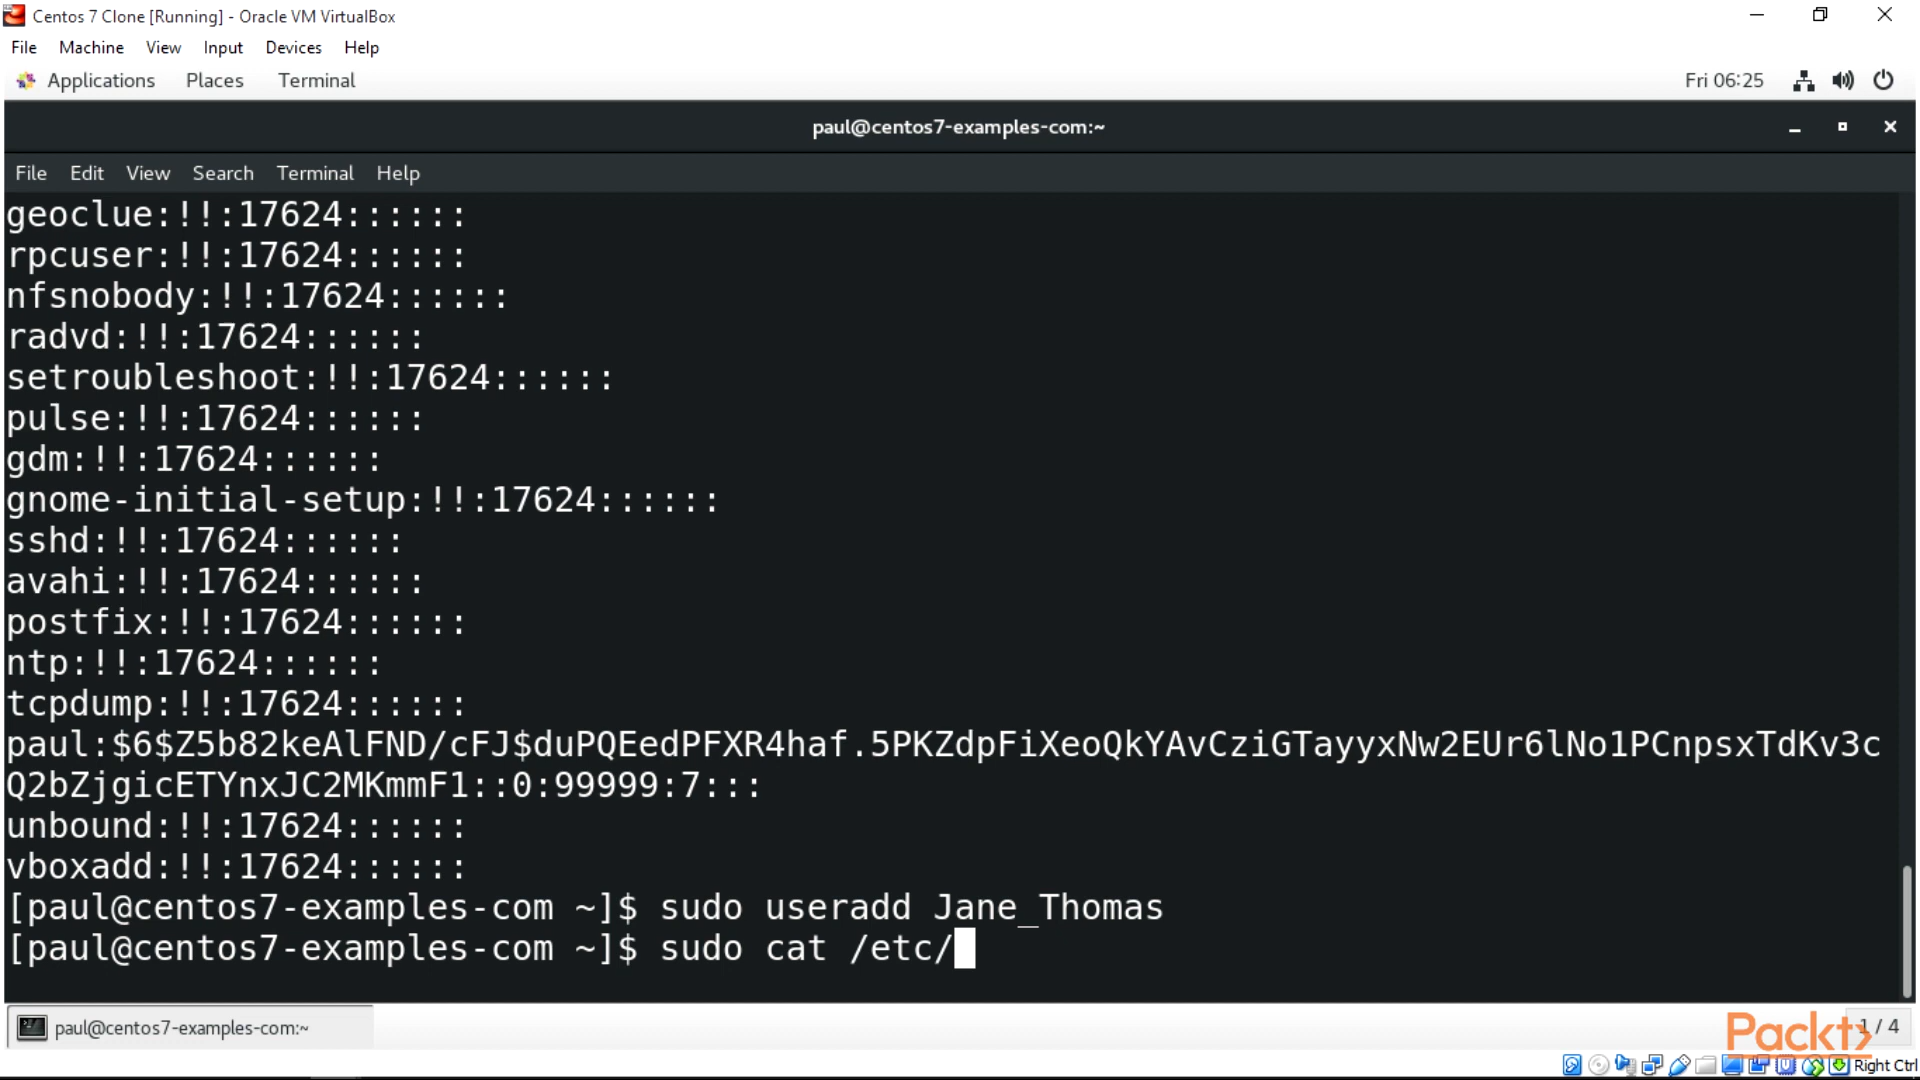 Centos 7 Clone [Running] - Oracle VM VirtualBox
File Machine View Input Devices Help
Applications Places Terminal Fri 06:25
paul@centos7-examples-com:~
File Edit View Search Terminal Help
geoclue:!!:17624::::::
rpcuser:!!:17624::::::
nfsnobody:!!:17624::::::
radvd:!!:17624::::::
setroubleshoot:!!:17624::::::
pulse:!!:17624::::::
gdm:!!:17624::::::
gnome-initial-setup:!!:17624::::::
sshd:!!:17624::::::
avahi:!!:17624::::::
postfix:!!:17624::::::
ntp:!!:17624::::::
tcpdump:!!:17624::::::
paul:$6$Z5b82keAlFND/cFJ$duPQEedPFXR4haf.5PKZdpFiXeoQkYAvCziGTayyxNw2EUr6lNo1PCnpsxTdKv3c
Q2bZjgicETYnxJC2MKmmF1::0:99999:7:::
unbound:!!:17624::::::
vboxadd:!!:17624::::::
[paul@centos7-examples-com ~]$ sudo useradd Jane_Thomas
[paul@centos7-examples-com ~]$ sudo cat /etc/
paul@centos7-examples-com:~
Packt> 1 / 4
Right Ctrl